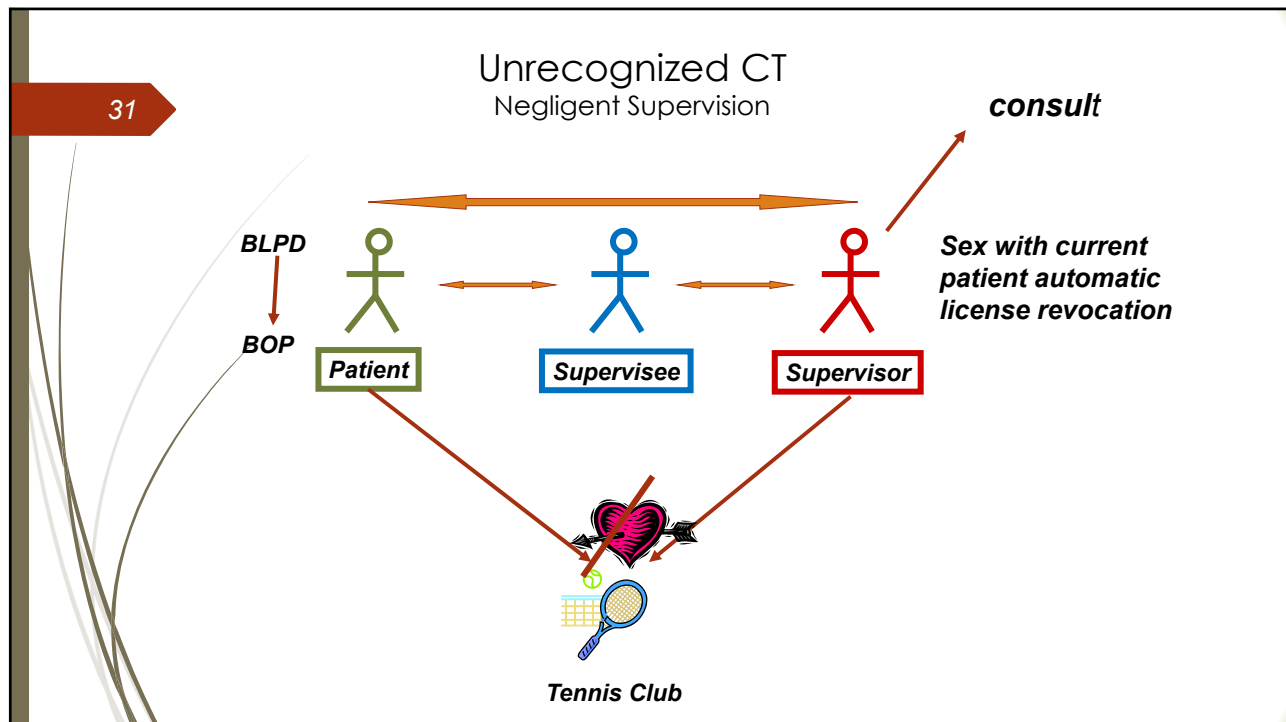 Unrecognized CT
Negligent Supervision
31
consult
BLPD
BOP
Sex with current
patient automatic
license revocation
Patient
Supervisee
Supervisor
Tennis Club